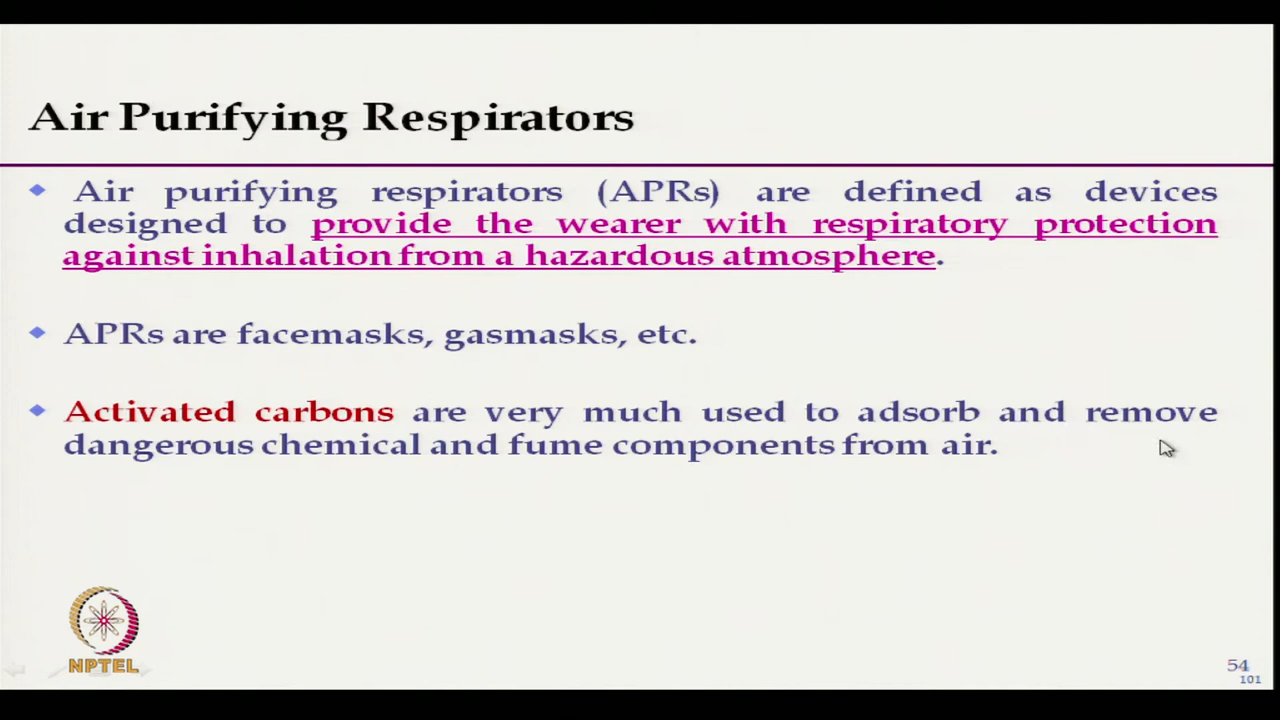 Air Purifying Respirators
Air purifying respirators (APRs) are defined as devices
designed to provide the wearer with respiratory protection
against inhalation from a hazardous atmosphere.
APRs are facemasks, gasmasks, etc.
Activated carbons are very much used to adsorb and remove
dangerous chemical and fume components from air.
NPTEL
54
101